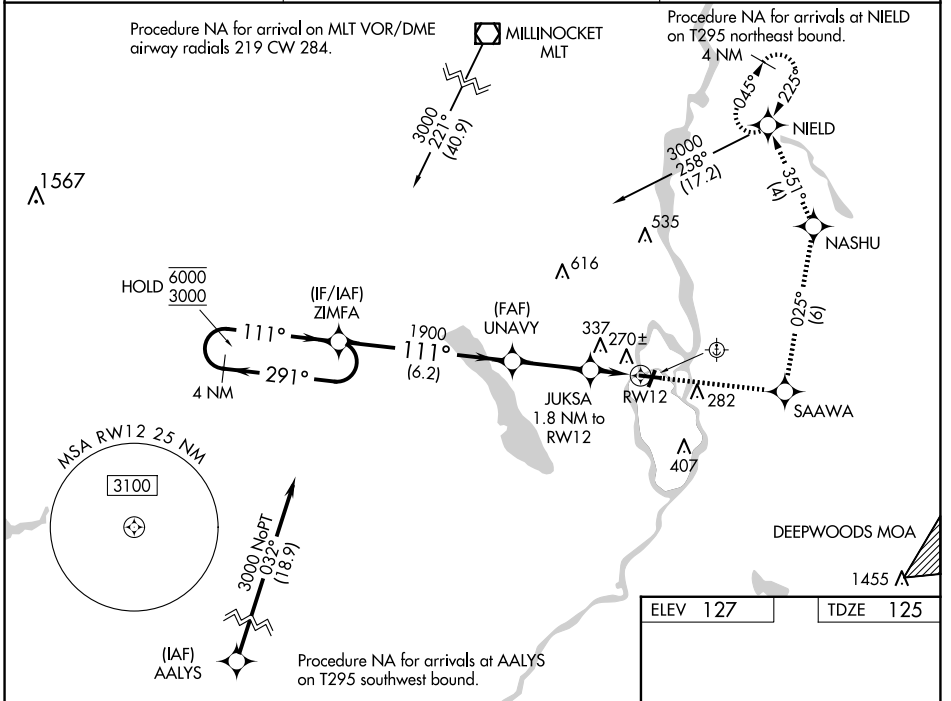 Procedure NA for arrival on MLT VOR/DME
airway radials 219 CW 284.
MILLINOCKET
MLT
Procedure NA for arrivals at NIELD
on T295 northeast bound.
4 NM
045°
225°
NIELD
3000
221°
(40.9)
3000
258°
(17.2)
351°
(4)
1567
535
NASHU
616
HOLD
6000
3000
(IF/IAF)
ZIMFA
(FAF)
UNAVY
025°
(6)
111°
1900
111°
(6.2)
337
270±
291°
4 NM
JUKSA
1.8 NM to
RW12
RW12
282
SAAWA
407
MSA RW12 25 NM
3100
3000 NoPT
032°
(18.9)
DEEPWOODS MOA
1455
ELEV 127
TDZE 125
(IAF)
AALYS
Procedure NA for arrivals at AALYS
on T295 southwest bound.